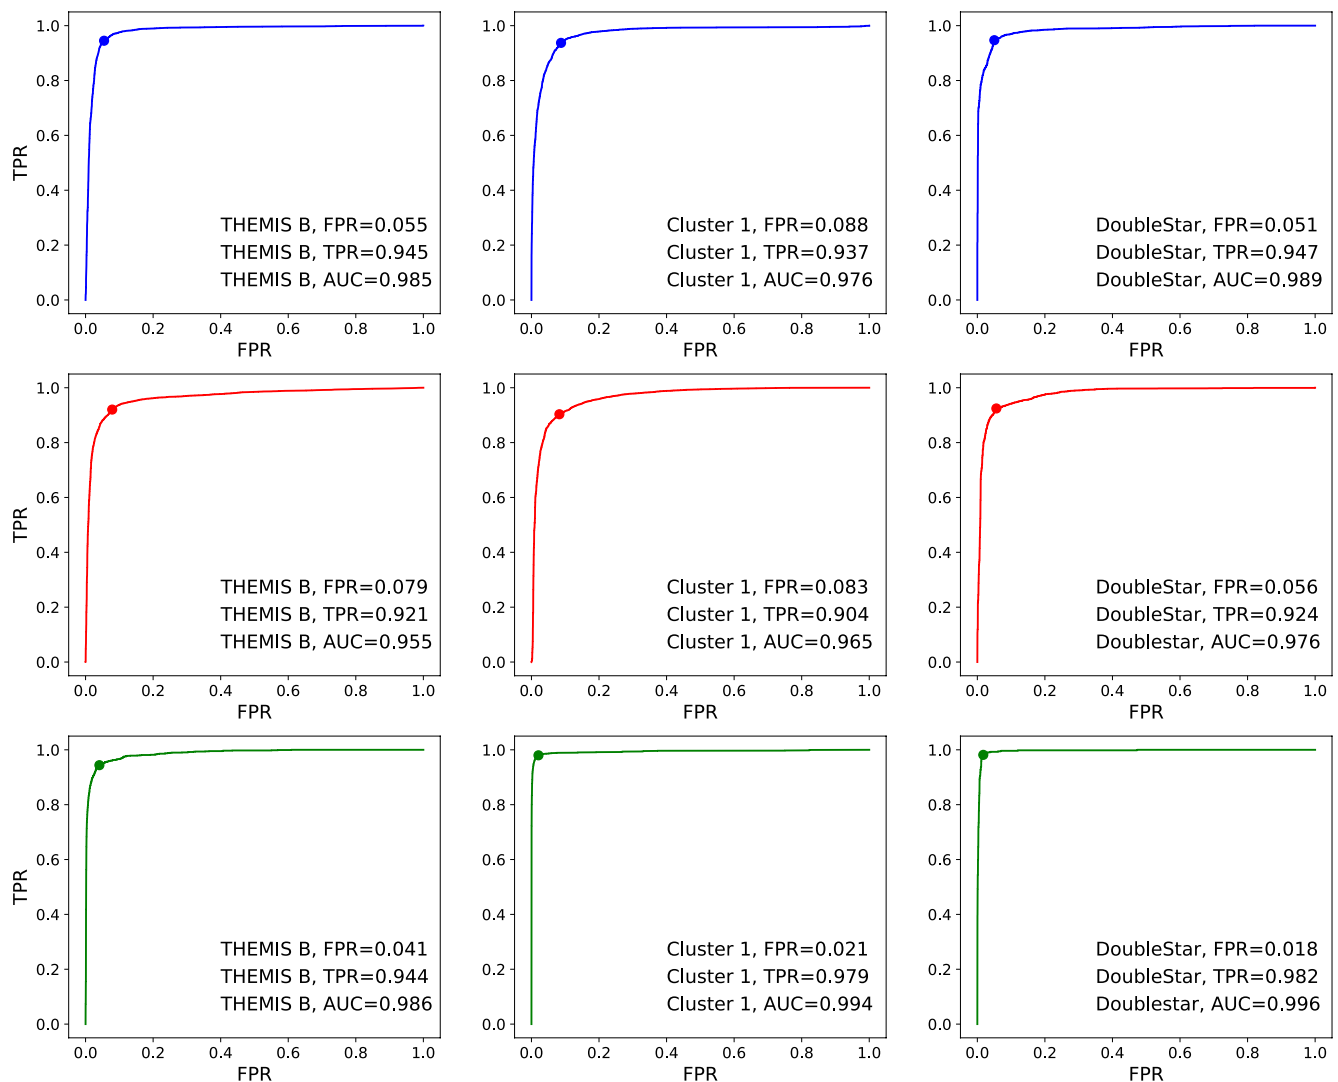 1.0
0.8
0.6
0.4
0.2
0.0
TPR
THEMIS B, FPR=0.055
THEMIS B, TPR=0.945
THEMIS B, AUC=0.985
0.0 0.2 0.4 0.6 0.8 1.0
FPR
1.0
0.8
0.6
0.4
0.2
0.0
Cluster 1, FPR=0.088
Cluster 1, TPR=0.937
Cluster 1, AUC=0.976
0.0 0.2 0.4 0.6 0.8 1.0
FPR
1.0
0.8
0.6
0.4
0.2
0.0
DoubleStar, FPR=0.051
DoubleStar, TPR=0.947
DoubleStar, AUC=0.989
0.0 0.2 0.4 0.6 0.8 1.0
FPR
1.0
0.8
0.6
0.4
0.2
0.0
TPR
THEMIS B, FPR=0.079
THEMIS B, TPR=0.921
THEMIS B, AUC=0.955
0.0 0.2 0.4 0.6 0.8 1.0
FPR
1.0
0.8
0.6
0.4
0.2
0.0
Cluster 1, FPR=0.083
Cluster 1, TPR=0.904
Cluster 1, AUC=0.965
0.0 0.2 0.4 0.6 0.8 1.0
FPR
1.0
0.8
0.6
0.4
0.2
0.0
DoubleStar, FPR=0.056
DoubleStar, TPR=0.924
Doublestar, AUC=0.976
0.0 0.2 0.4 0.6 0.8 1.0
FPR
1.0
0.8
0.6
0.4
0.2
0.0
TPR
THEMIS B, FPR=0.041
THEMIS B, TPR=0.944
THEMIS B, AUC=0.986
0.0 0.2 0.4 0.6 0.8 1.0
FPR
1.0
0.8
0.6
0.4
0.2
0.0
Cluster 1, FPR=0.021
Cluster 1, TPR=0.979
Cluster 1, AUC=0.994
0.0 0.2 0.4 0.6 0.8 1.0
FPR
1.0
0.8
0.6
0.4
0.2
0.0
DoubleStar, FPR=0.018
DoubleStar, TPR=0.982
Doublestar, AUC=0.996
0.0 0.2 0.4 0.6 0.8 1.0
FPR